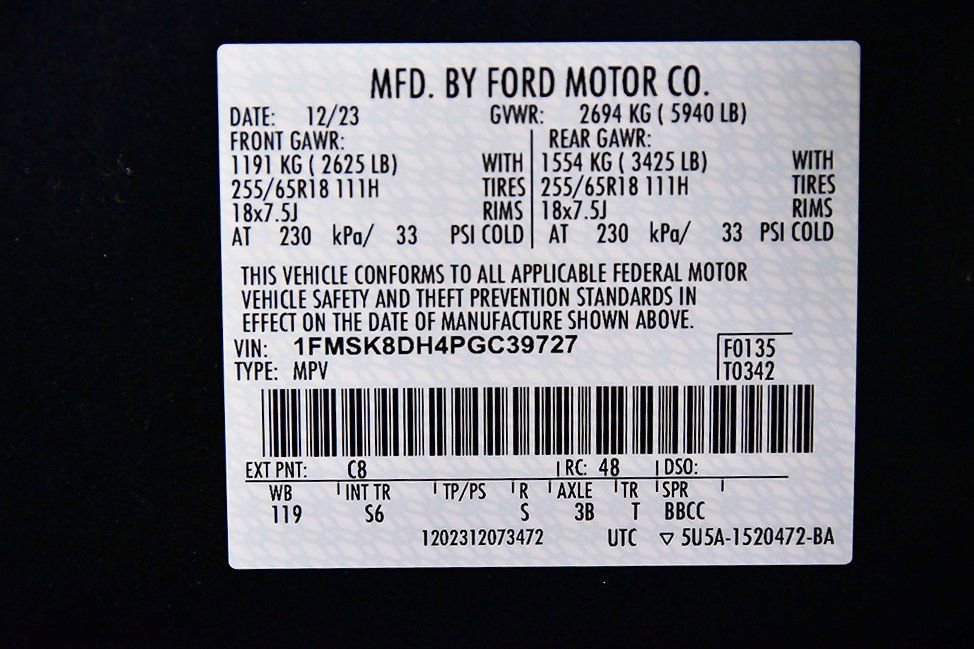 MFD. BY FORD MOTOR CO.
DATE: 12/23 GVWR: 2694 KG ( 5940 LB)
FRONT GAWR: REAR GAWR:
1191 KG ( 2625 LB) WITH 1554 KG ( 3425 LB) WITH
255/65R18 111H TIRES 255/65R18 111H TIRES
18x7.5J RIMS 18x7.5J RIMS
AT 230 kPa/ 33 PSI COLD AT 230 kPa/ 33 PSI COLD
THIS VEHICLE CONFORMS TO ALL APPLICABLE FEDERAL MOTOR
VEHICLE SAFETY AND THEFT PREVENTION STANDARDS IN
EFFECT ON THE DATE OF MANUFACTURE SHOWN ABOVE.
VIN: 1FMSK8DH4PGC39727 F0135
TYPE: MPV T0342
EXT PNT: C8 RC: 48 DSO:
WB INT TR TP/PS R AXLE TR SPR
119 S6 S 3B T BBCC
1202312073472 UTC ▽ 5U5A-1520472-BA